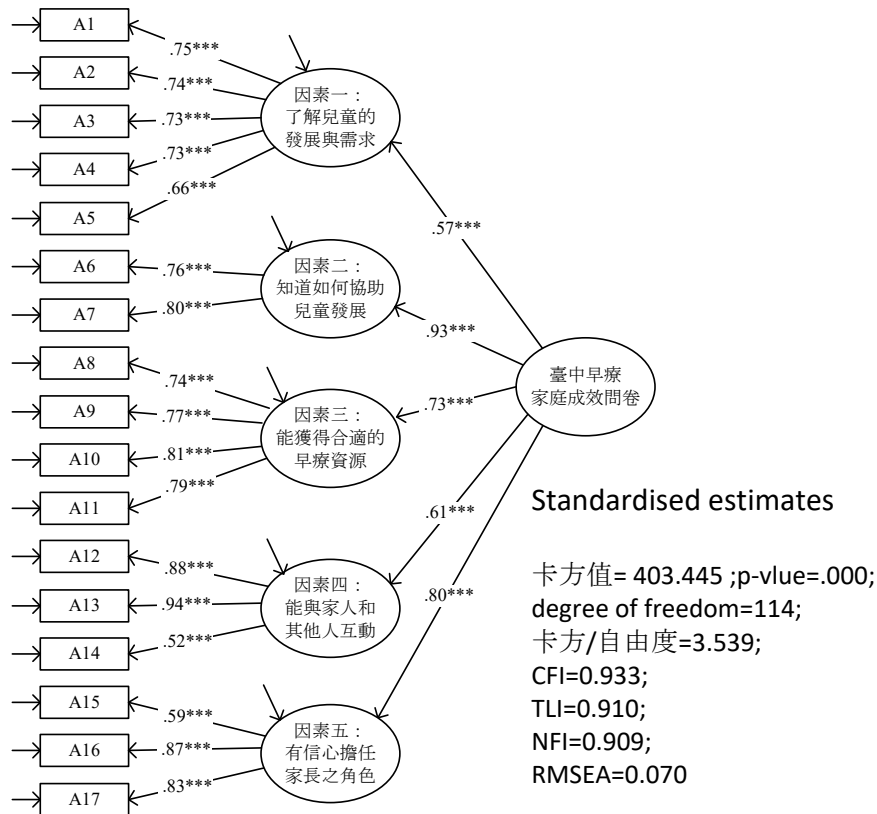 A1
.75***
A2
.74***
A3
.73***
A4
.73***
A5
.66***
因素一：
了解兒童的
發展與需求
.57***
A6
.76***
A7
.80***
因素二：
知道如何協助
兒童發展
.93***
A8
.74***
A9
.77***
A10
.81***
A11
.79***
因素三：
能獲得合適的
早療資源
.73***
臺中早療
家庭成效問卷
A12
.88***
A13
.94***
A14
.52***
因素四：
能與家人和
其他人互動
.61***
A15
.59***
A16
.87***
A17
.83***
因素五：
有信心擔任
家長之角色
.80***
Standardised estimates
卡方值= 403.445 ;p-vlue=.000;
degree of freedom=114;
卡方/自由度=3.539;
CFI=0.933;
TLI=0.910;
NFI=0.909;
RMSEA=0.070